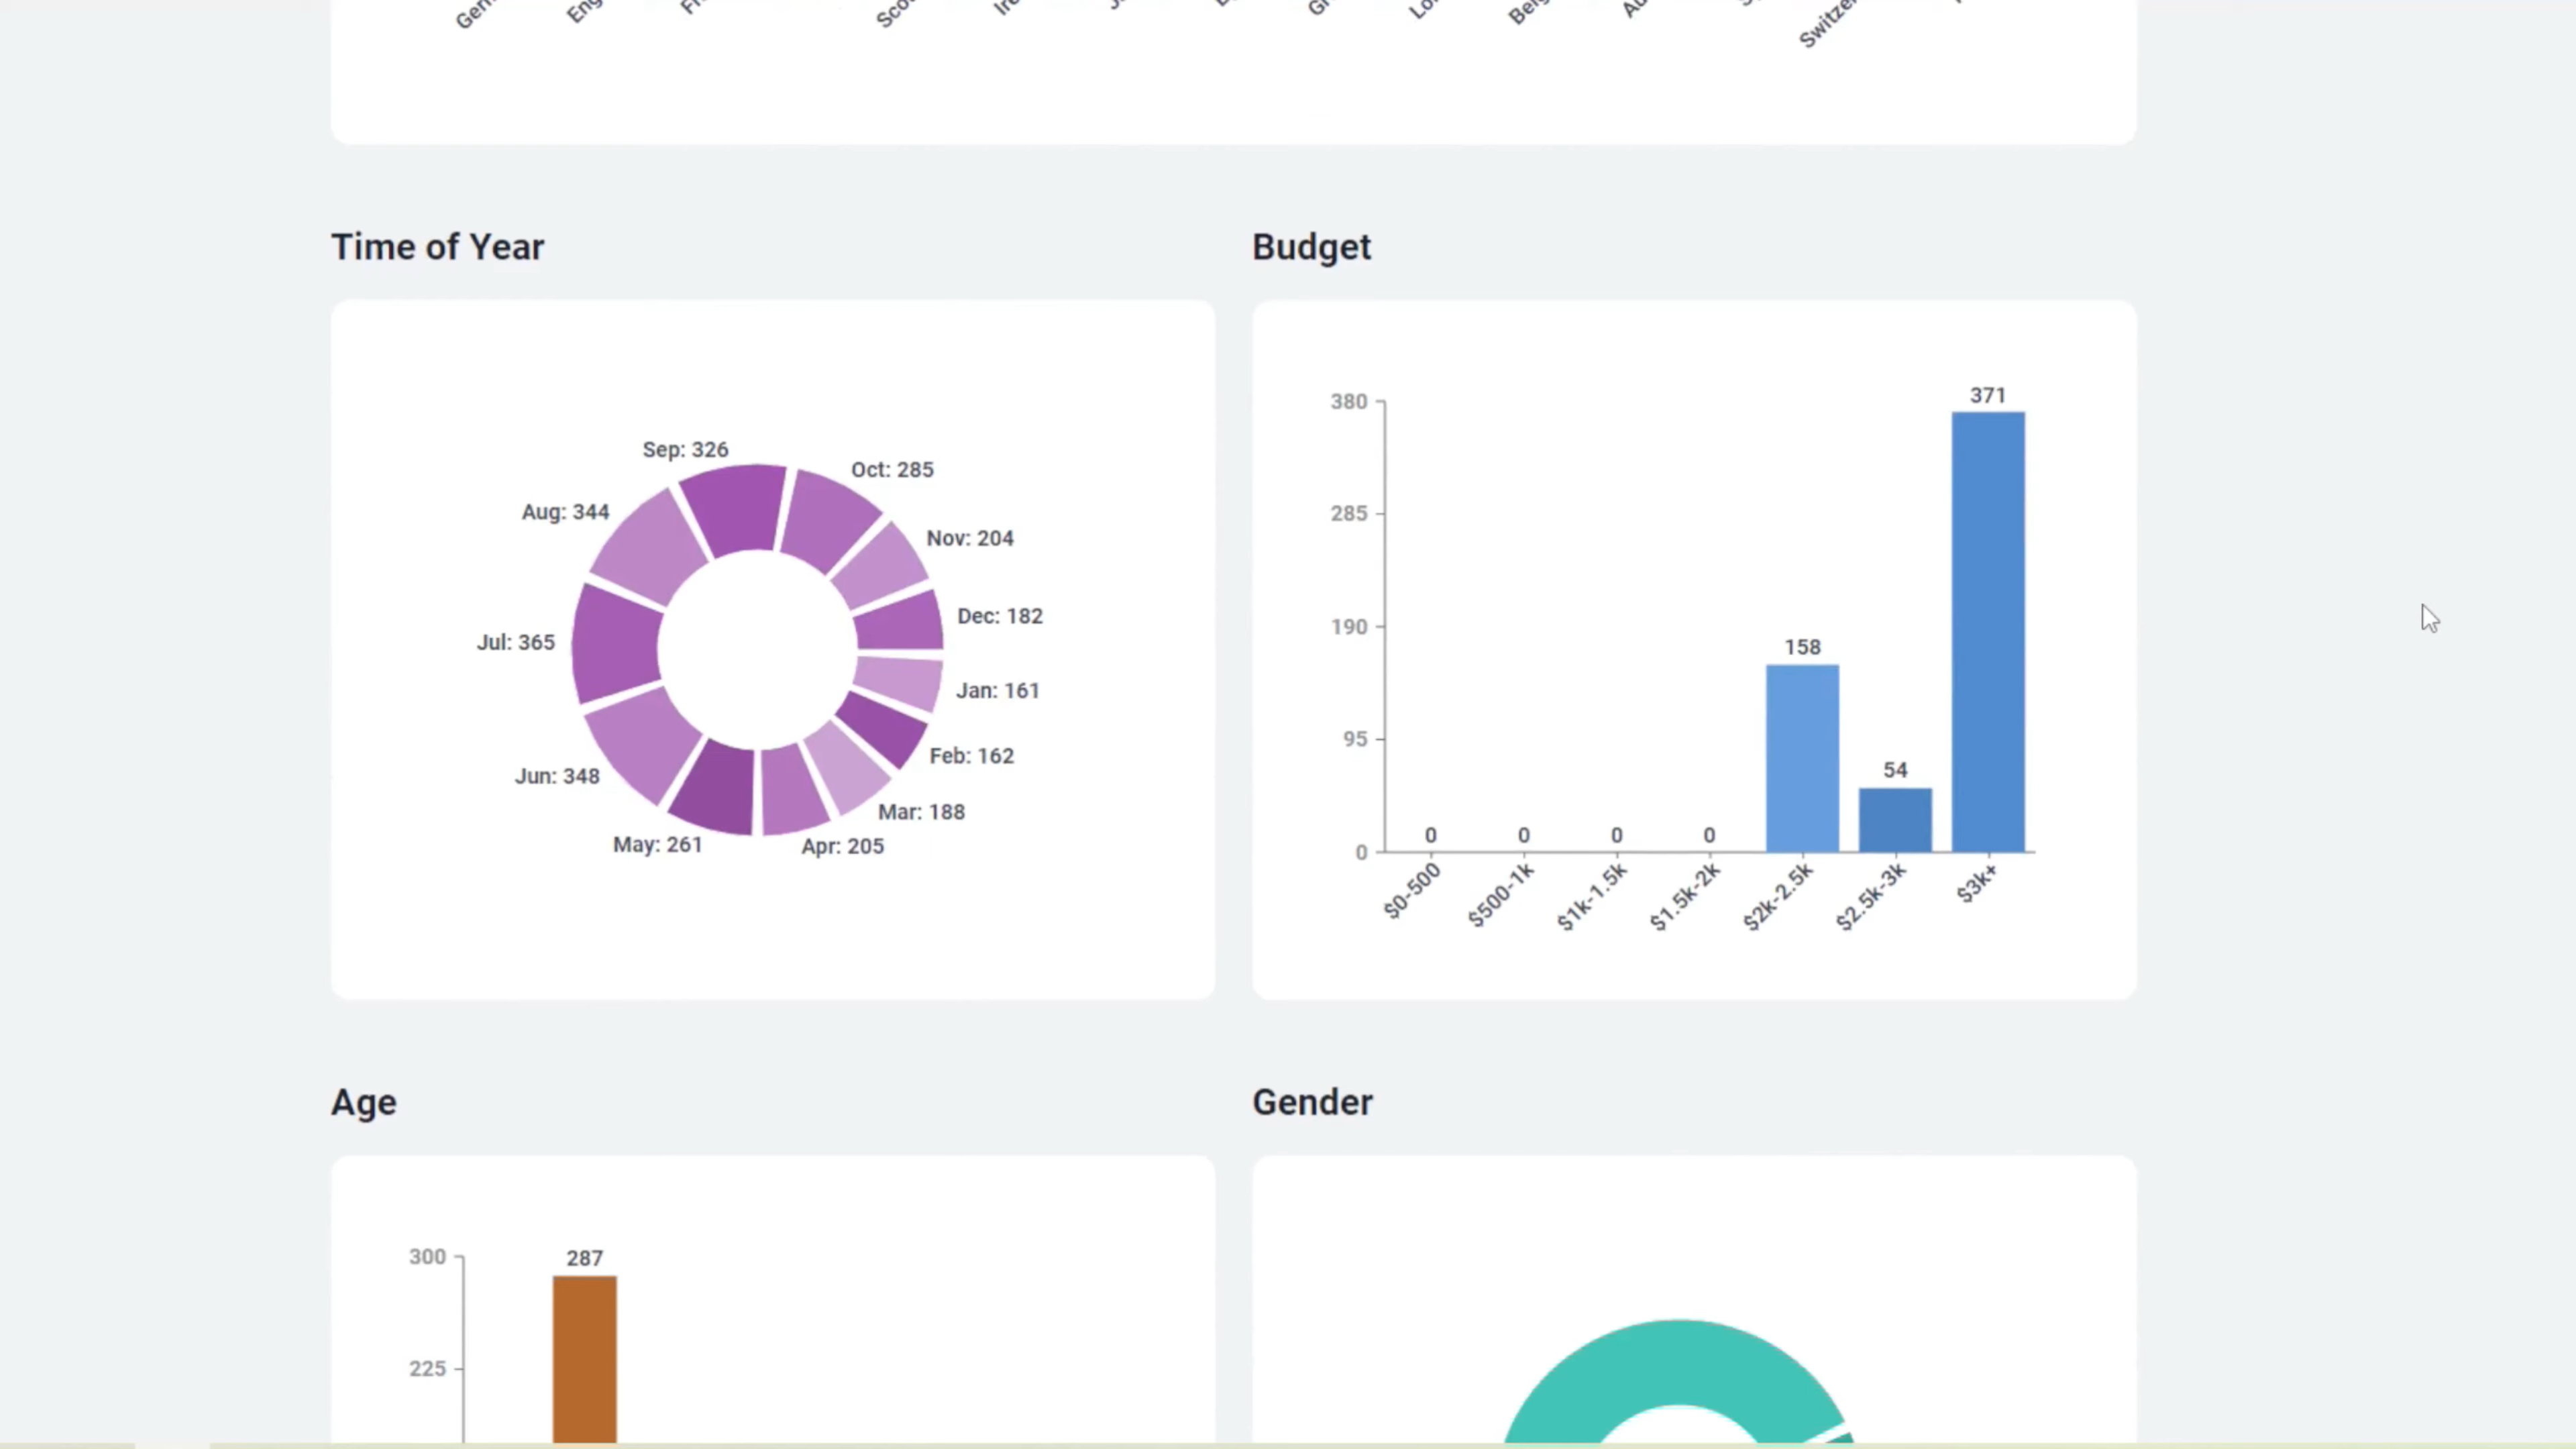 Time of Year
Budget
Sep: 326
Oct: 285
Aug: 344
Nov: 204
Dec: 182
Jul: 365
Jan: 161
Feb: 162
Jun: 348
Mar: 188
May: 261
Apr: 205
380
285
190
95
0
371
158
54
0
0
0
0
$0-500
$500-1k
$1k-1.5k
$1.5k-2k
$2k-2.5k
$2.5k-3k
$3k+
Age
Gender
300
225
287